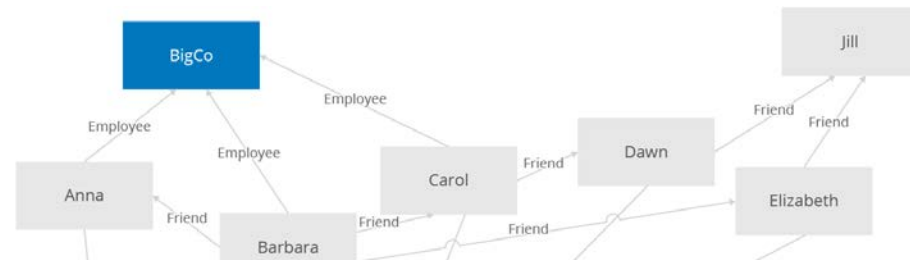 Jill
BigCo
Employee
Friend
Friend
Employee
Employee
Dawn
Friend
Carol
Anna
Elizabeth
Friend
Friend
Friend
Barbara